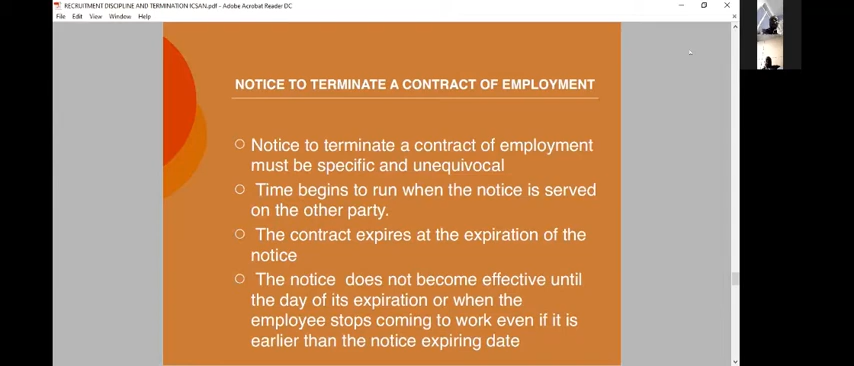 RECRUITMENT DISCIPLINE AND TERMINATION ICSAN.pdf - Adobe Acrobat Reader DC
File Edit View Window Help
NOTICE TO TERMINATE A CONTRACT OF EMPLOYMENT
Notice to terminate a contract of employment
must be specific and unequivocal
Time begins to run when the notice is served
on the other party.
The contract expires at the expiration of the
notice
The notice does not become effective until
the day of its expiration or when the
employee stops coming to work even if it is
earlier than the notice expiring date